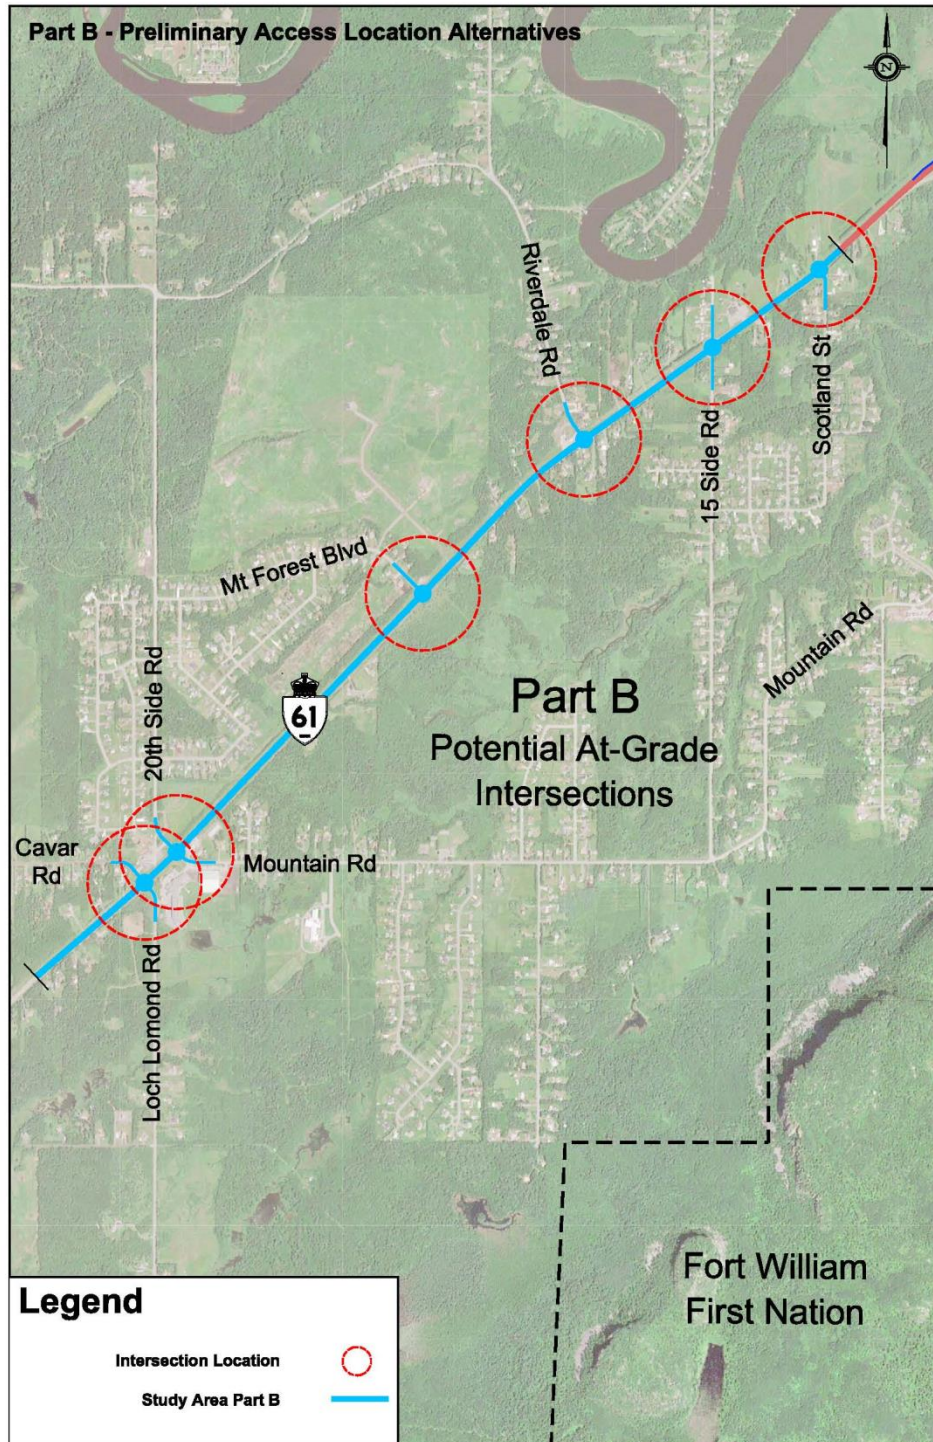 Part B - Preliminary Access Location Alternatives
N
Riverdale Rd
15 Side Rd
Scotland St
Mt Forest Blvd
20th Side Rd
61
Part B
Potential At-Grade
Intersections
Mountain Rd
Cavar
Rd
Mountain Rd
Loch Lomond Rd
Fort William
First Nation
Legend
Intersection Location
Study Area Part B